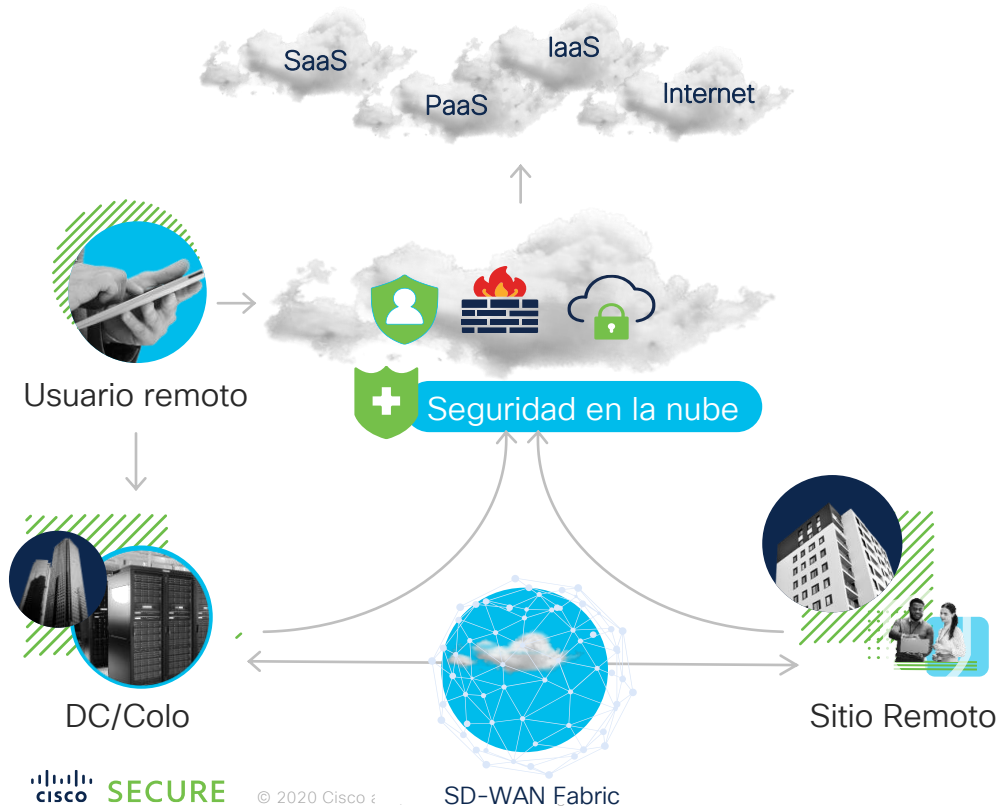 SaaS
IaaS
PaaS
Internet
Usuario remoto
Seguridad en la nube
DC/Colo
Sitio Remoto
CISCO SECURE
© 2020 Cisco
SD-WAN Fabric